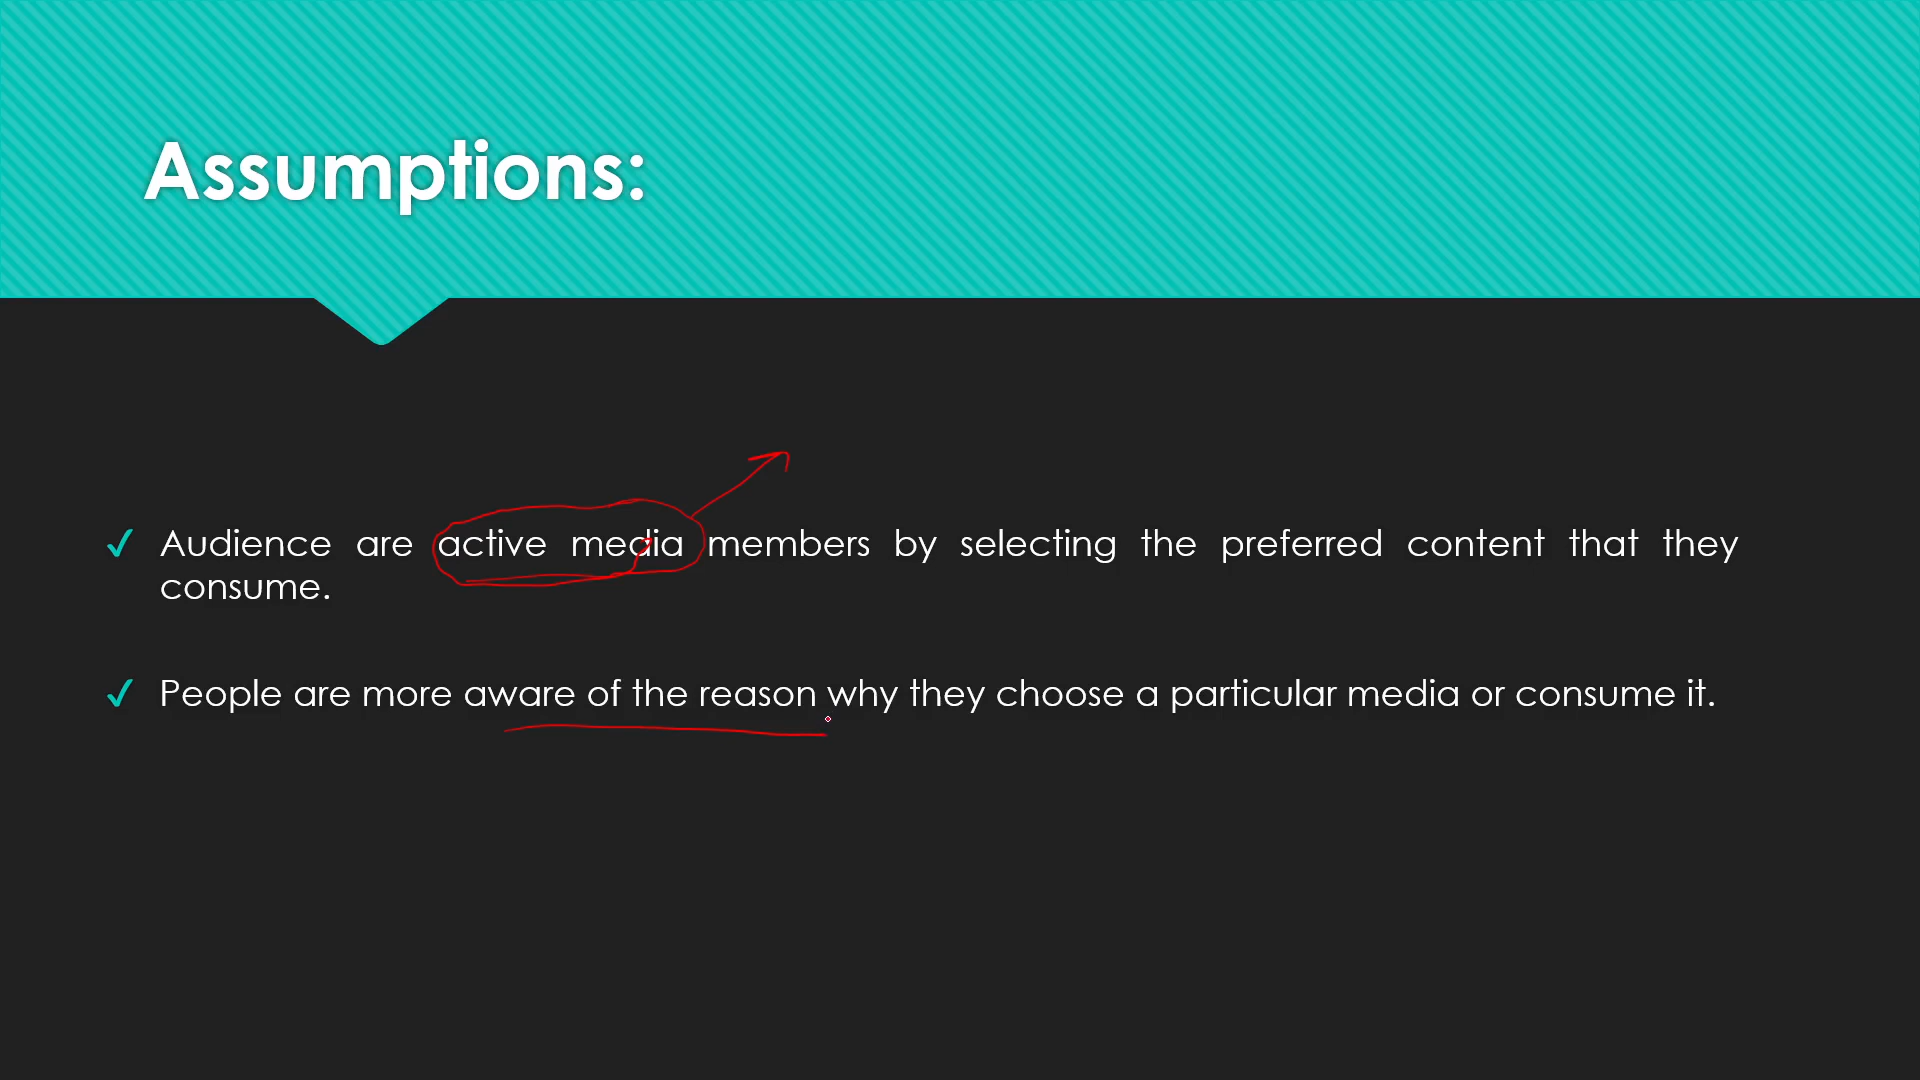 Assumptions:
✓ Audience are active media members by selecting the preferred content that they
consume.
✓ People are more aware of the reason why they choose a particular media or consume it.